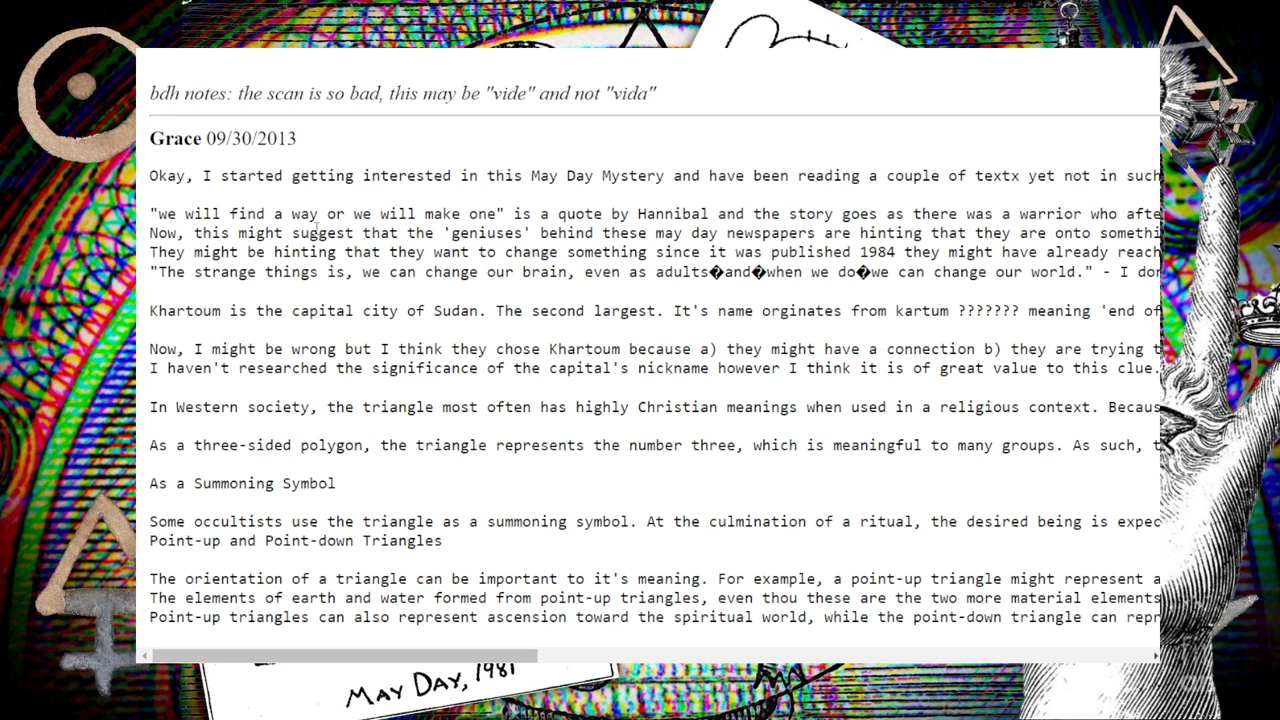 bdh notes: the scan is so bad, this may be "vide" and not "vida"
Grace 09/30/2013
Okay, I started getting interested in this May Day Mystery and have been reading a couple of textx yet not in such
"we will find a way or we will make one" is a quote by Hannibal and the story goes as there was a warrior who afte
Now, this might suggest that the 'geniuses' behind these may day newspapers are hinting that they are onto somethi
They might be hinting that they want to change something since it was published 1984 they might have already reach
"The strange things is, we can change our brain, even as adults�and�when we do�we can change our world." - I don
Khartoum is the capital city of Sudan. The second largest. It's name orginates from kartum ??????? meaning 'end of
Now, I might be wrong but I think they chose Khartoum because a) they might have a connection b) they are trying t
I haven't researched the significance of the capital's nickname however I think it is of great value to this clue.
In Western society, the triangle most often has highly Christian meanings when used in a religious context. Becaus
As a three-sided polygon, the triangle represents the number three, which is meaningful to many groups. As such, t
As a Summoning Symbol
Some occultists use the triangle as a summoning symbol. At the culmination of a ritual, the desired being is expec
Point-up and Point-down Triangles
The orientation of a triangle can be important to it's meaning. For example, a point-up triangle might represent a
The elements of earth and water formed from point-up triangles, even thou these are the two more material elements
Point-up triangles can also represent ascension toward the spiritual world, while the point-down triangle can repr
MAY DAY, 1981